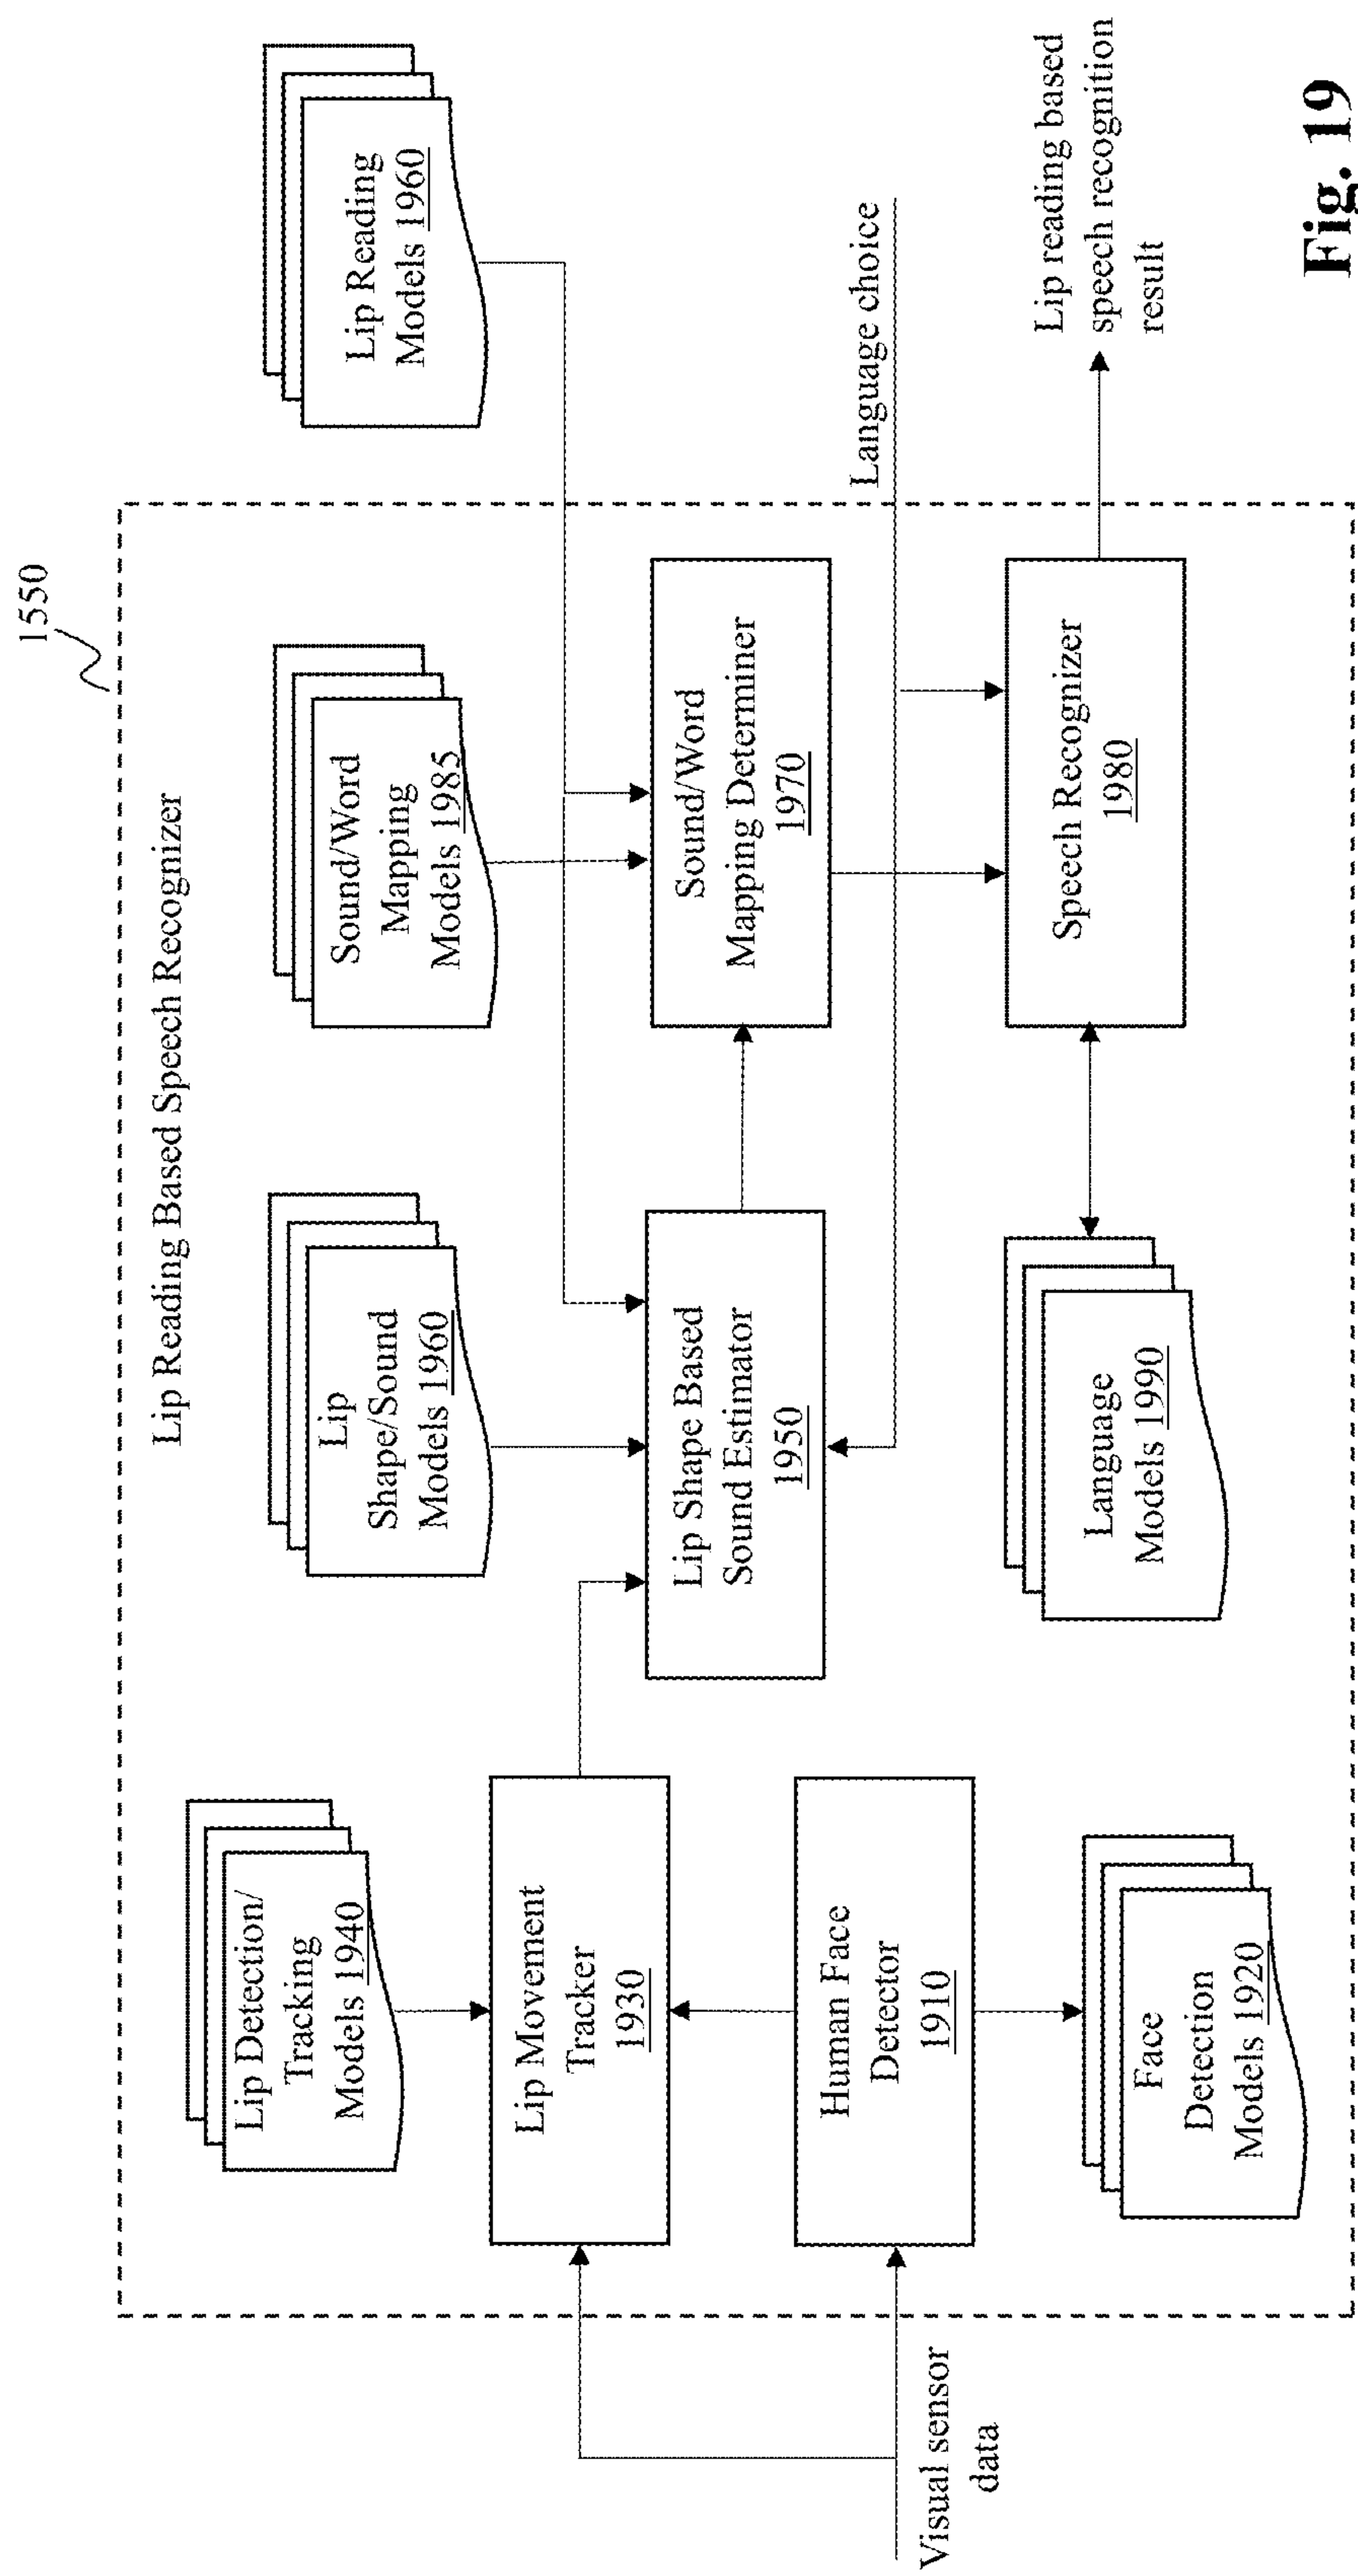 1550
Lip Reading Based Speech Recognizer
Lip Detection/
Tracking
Models 1940
Lip
Shape/Sound
Models 1960
Sound/Word
Mapping
Models 1985
Lip Reading
Models 1960
Lip Movement
Tracker
1930
Lip Shape Based
Sound Estimator
1950
Sound/Word
Mapping Determiner
1970
Language choice
Human Face
Detector
1910
Visual sensor
data
Face
Detection
Models 1920
Language
Models 1990
Speech Recognizer
1980
Lip reading based
speech recognition
result
Fig. 19